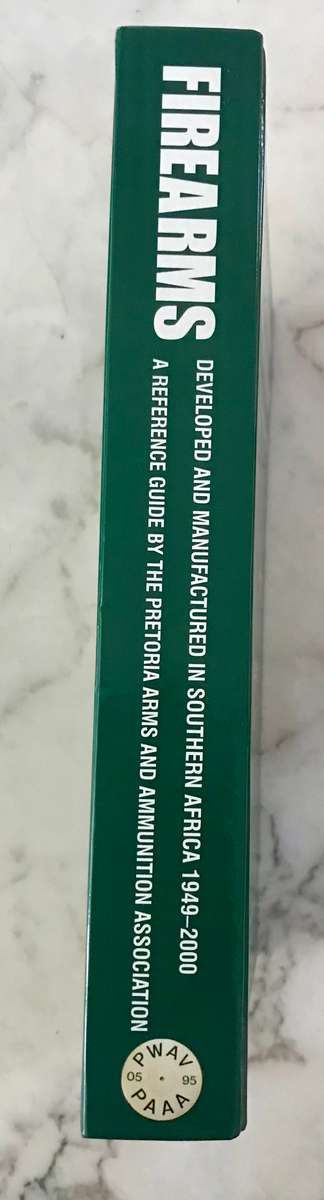 FIREARMS
DEVELOPED AND MANUFACTURED IN SOUTHERN AFRICA 1949–2000
A REFERENCE GUIDE BY THE PRETORIA ARMS AND AMMUNITION ASSOCIATION
PWAV
05 95
PAAA